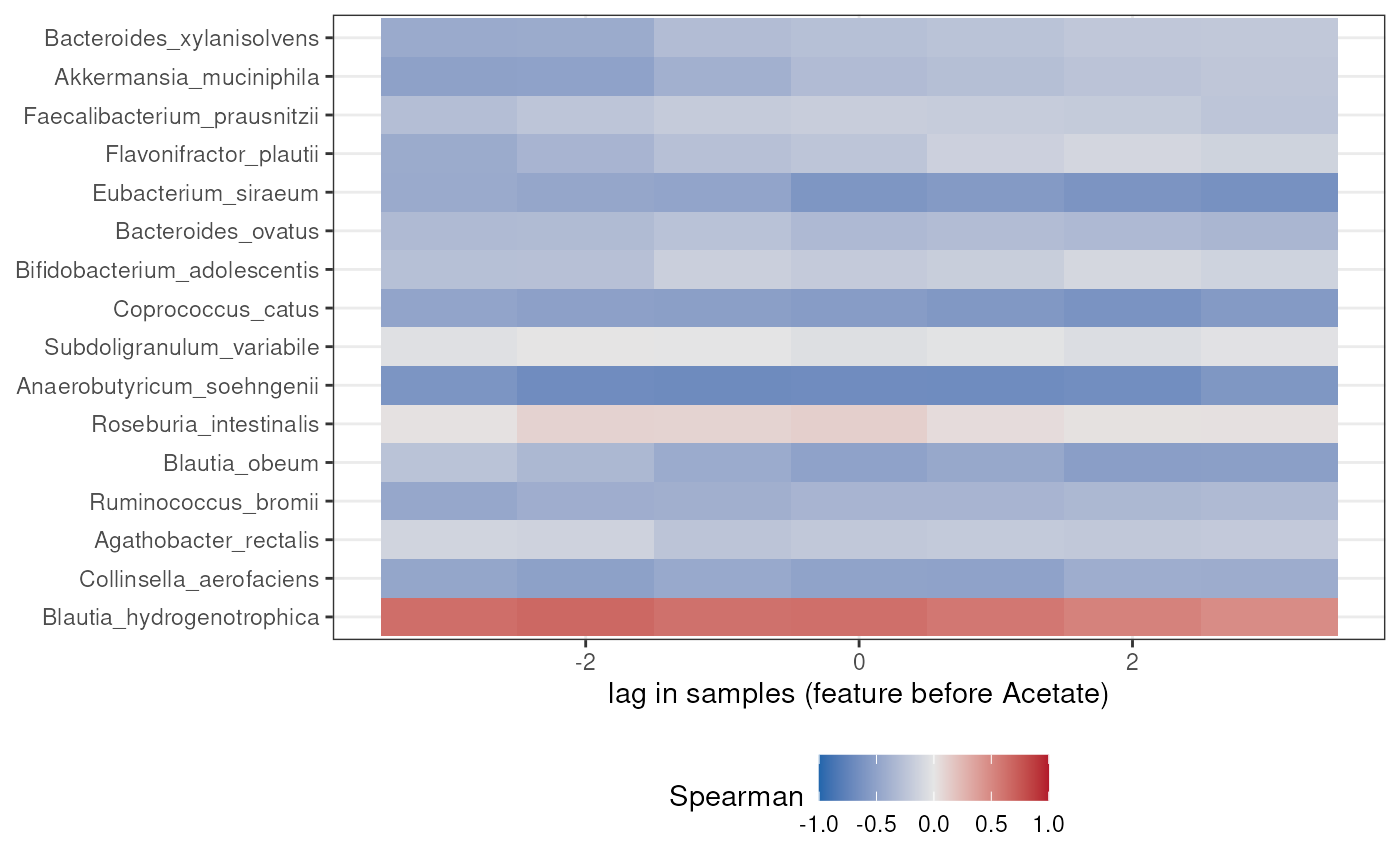 Bacteroides_xylanisolvens
Akkermansia_muciniphila
Faecalibacterium_prausnitzii
Flavonifractor_plautii
Eubacterium_siraeum
Bacteroides_ovatus
Bifidobacterium_adolescentis
Coprococcus_catus
Subdoligranulum_variabile
Anaerobutyricum_soehngenii
Roseburia_intestinalis
Blautia_obeum
Ruminococcus_bromii
Agathobacter_rectalis
Collinsella_aerofaciens
Blautia_hydrogenotrophica
-2 0 2
lag in samples (feature before Acetate)
Spearman
-1.0 -0.5 0.0 0.5 1.0